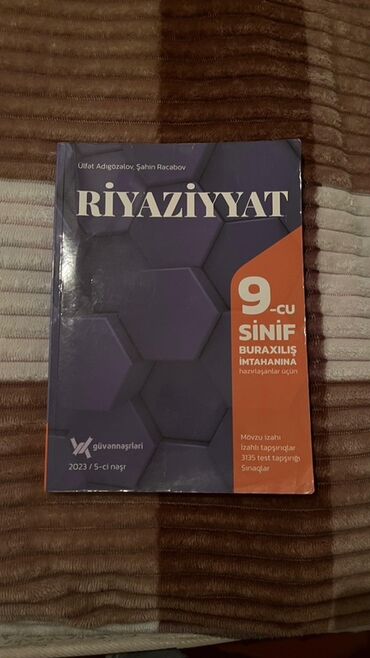 Ülfət Adıgözəlov, Şahin Rəcəbov
RİYAZİYYAT
9-cu
SİNİF
BURAXILIŞ
İMTAHANINA
hazırlaşanlar üçün
Mövzu izahı
İzahlı tapşırıqlar
3135 test tapşırığı
Sınaqlar
güvənnəşrləri
2023 / 5-ci nəşr